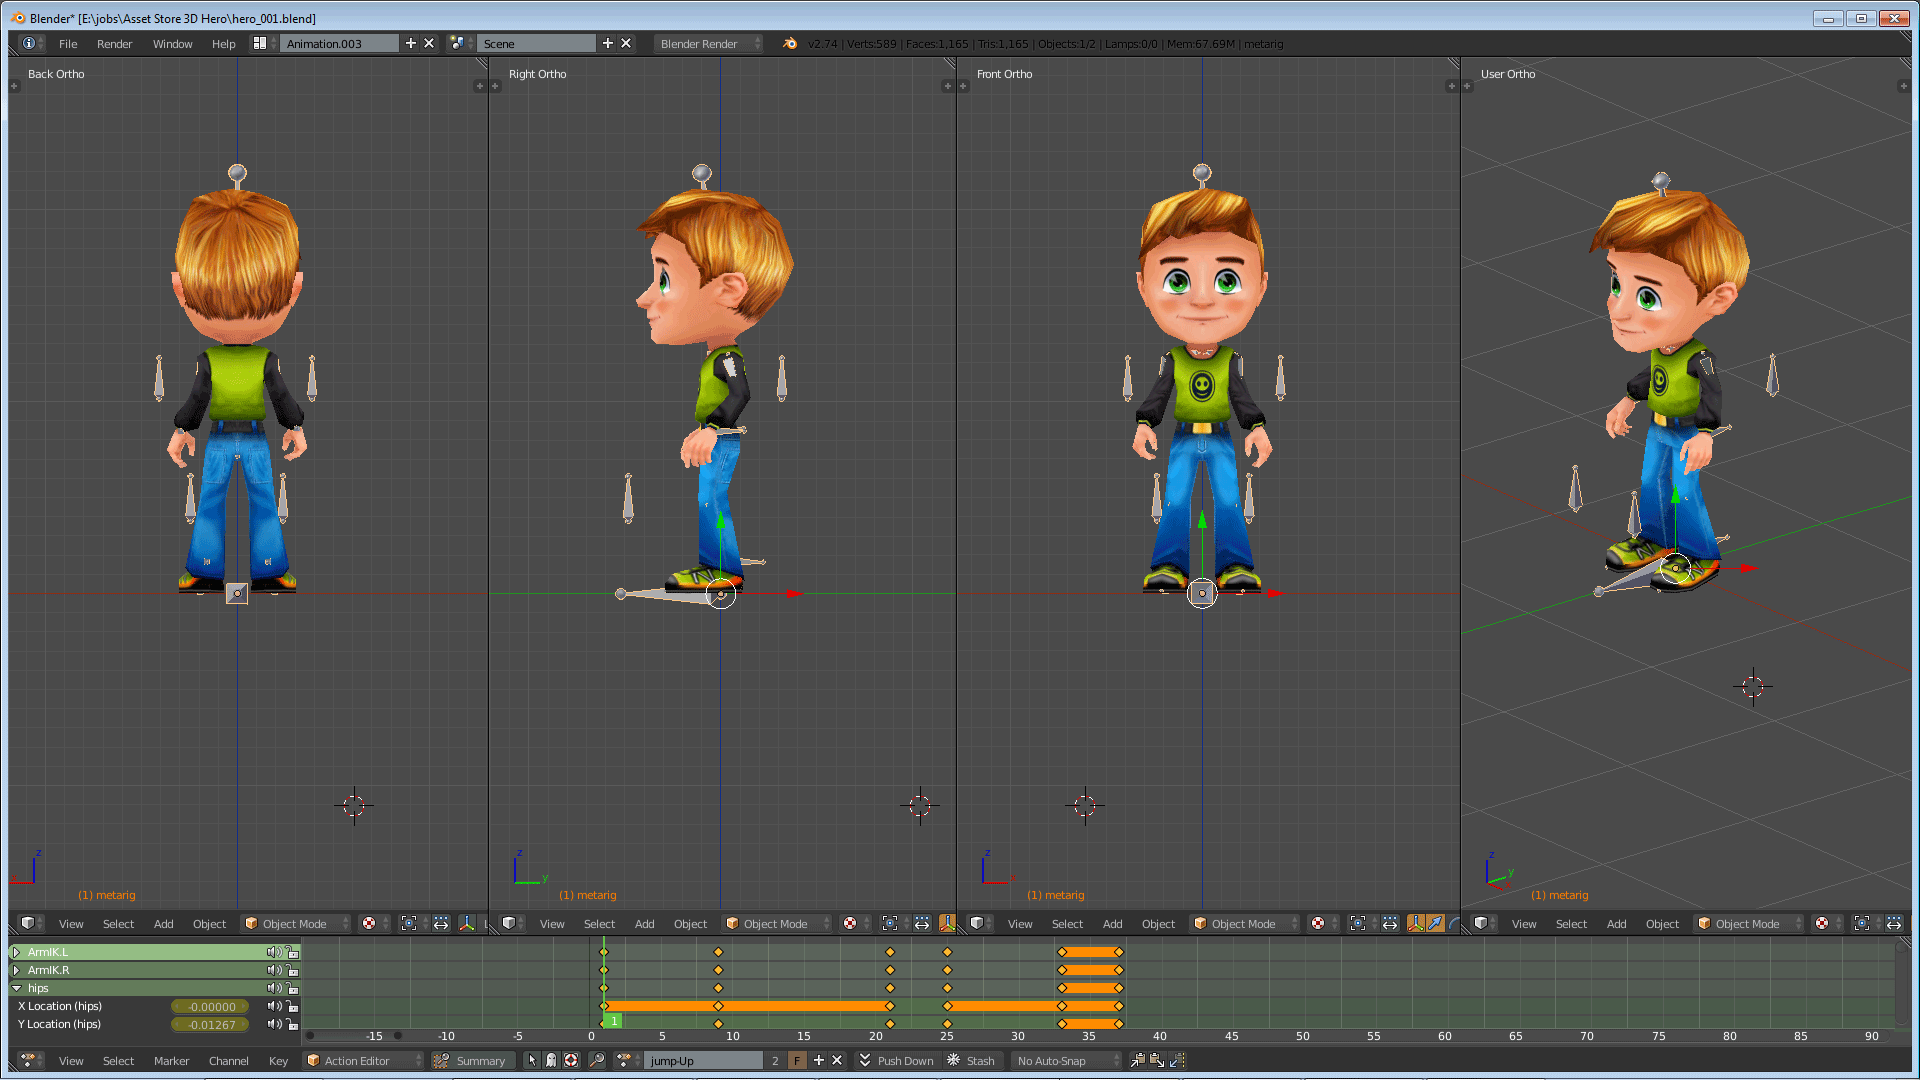 Blender* [E:\jobs\Asset Store 3D Hero\hero_001.blend]
File Render Window Help Animation.003 Scene Blender Render v2.74 | Verts:589 | Faces:1,165 | Tris:1,165 | Objects:1/2 | Lamps:0/0 | Mem:67.69M | metarig
Back Ortho Right Ortho Front Ortho User Ortho
z z z z
y x y
(1) metarig (1) metarig (1) metarig (1) metarig
View Select Add Object Object Mode View Select Add Object Object Mode View Select Add Object Object Mode View Select Add Object Object Mode
ArmIK.L
ArmIK.R
hips
X Location (hips) -0.00000
Y Location (hips) -0.01267 1
-15 -10 -5 0 5 10 15 20 25 30 35 40 45 50 55 60 65 70 75 80 85 90
View Select Marker Channel Key Action Editor Summary jump-Up 2 F Push Down Stash No Auto-Snap